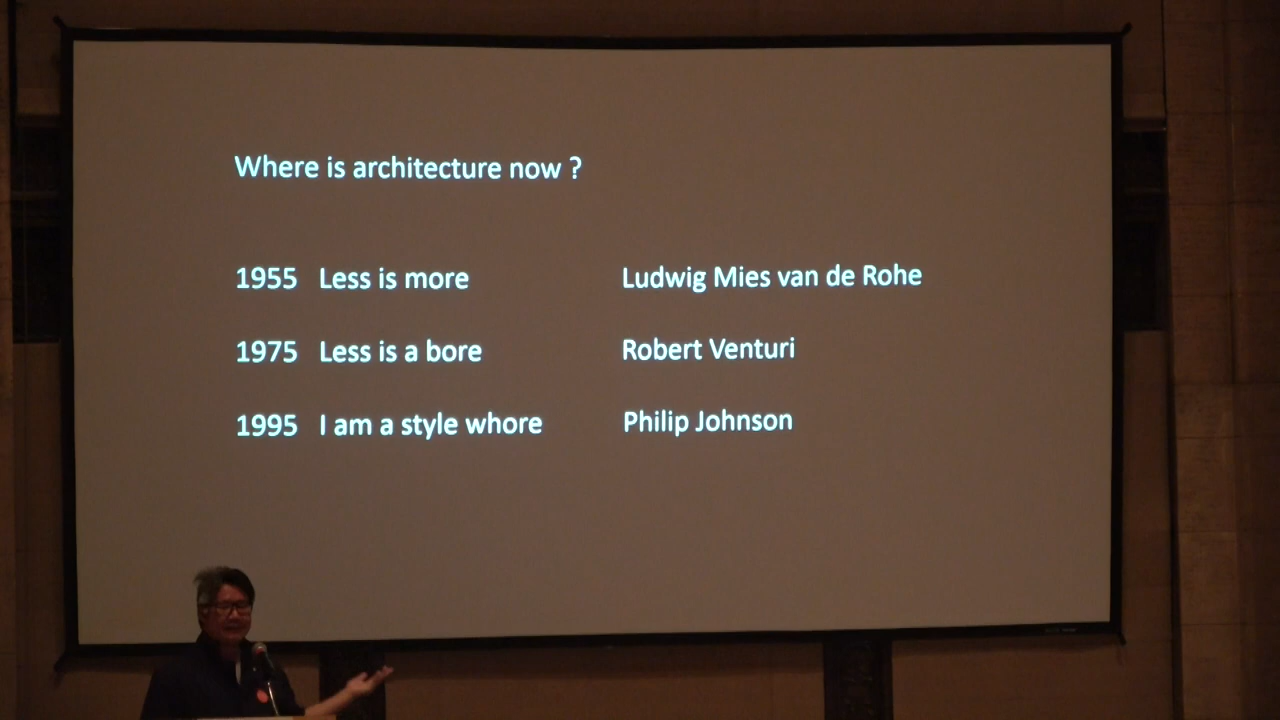 Where is architecture now ?
1955 Less is more Ludwig Mies van de Rohe
1975 Less is a bore Robert Venturi
1995 I am a style whore Philip Johnson